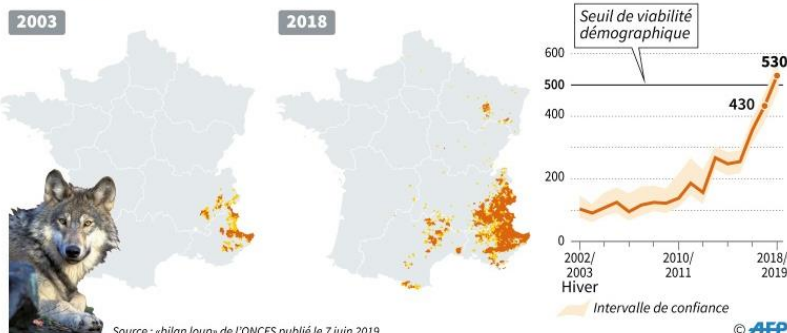 2003
2018
Seuil de viabilité
démographique
600
500
400
200
0
530
430
2002/
2003
2010/
2011
2018/
2019
Hiver
Intervalle de confiance
Source : «bilan loup» de l'ONCFS publié le 7 juin 2019
© AFP